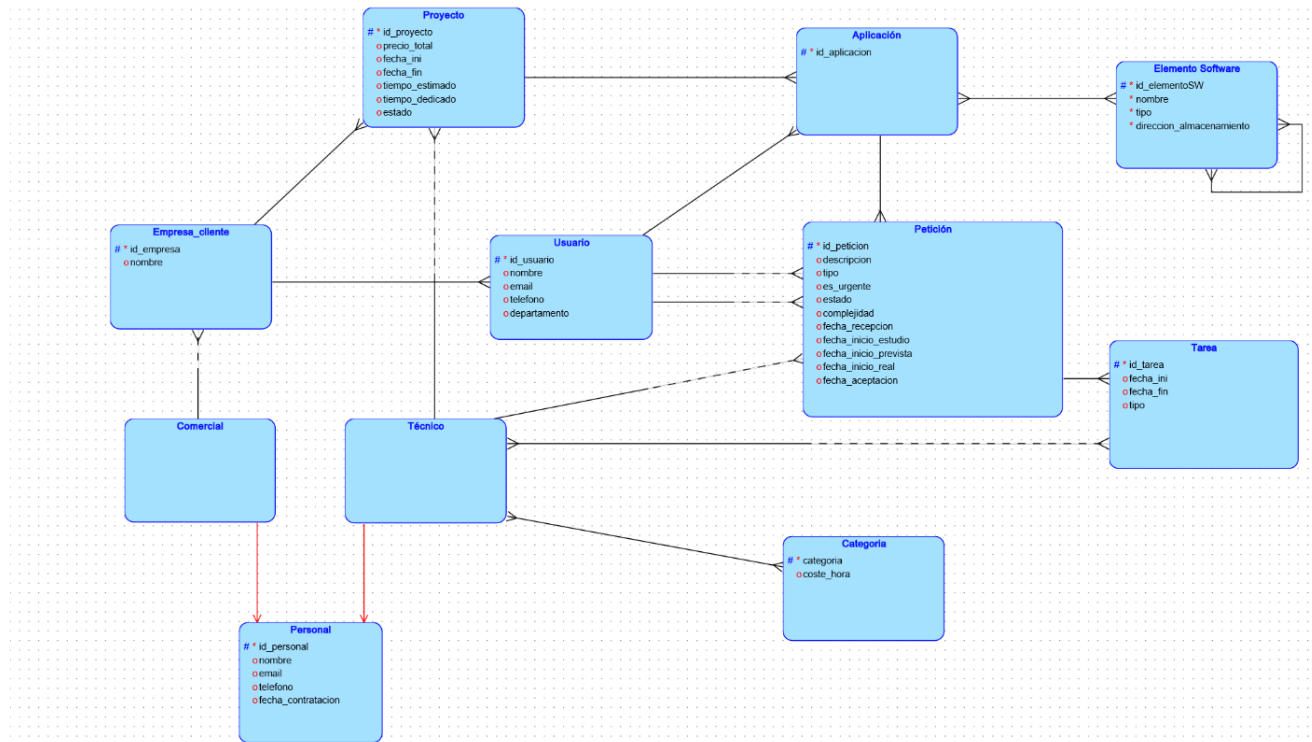 Proyecto
# * id_proyecto
o precio_total
o fecha_ini
o fecha_fin
o tiempo_estimado
o tiempo_dedicado
o estado
Aplicación
# * id_aplicacion
Elemento Software
# * id_elementoSW
* nombre
* tipo
* direccion_almacenamiento
Empresa_cliente
# * id_empresa
o nombre
Usuario
# * id_usuario
o nombre
o email
o telefono
o departamento
Petición
# * id_peticion
o descripcion
o tipo
o es_urgente
o estado
o complejidad
o fecha_recepcion
o fecha_inicio_estudio
o fecha_inicio_prevista
o fecha_inicio_real
o fecha_aceptacion
Tarea
# * id_tarea
o fecha_ini
o fecha_fin
o tipo
Comercial
Técnico
Categoria
# * categoria
o coste_hora
Personal
# * id_personal
o nombre
o email
o telefono
o fecha_contratacion